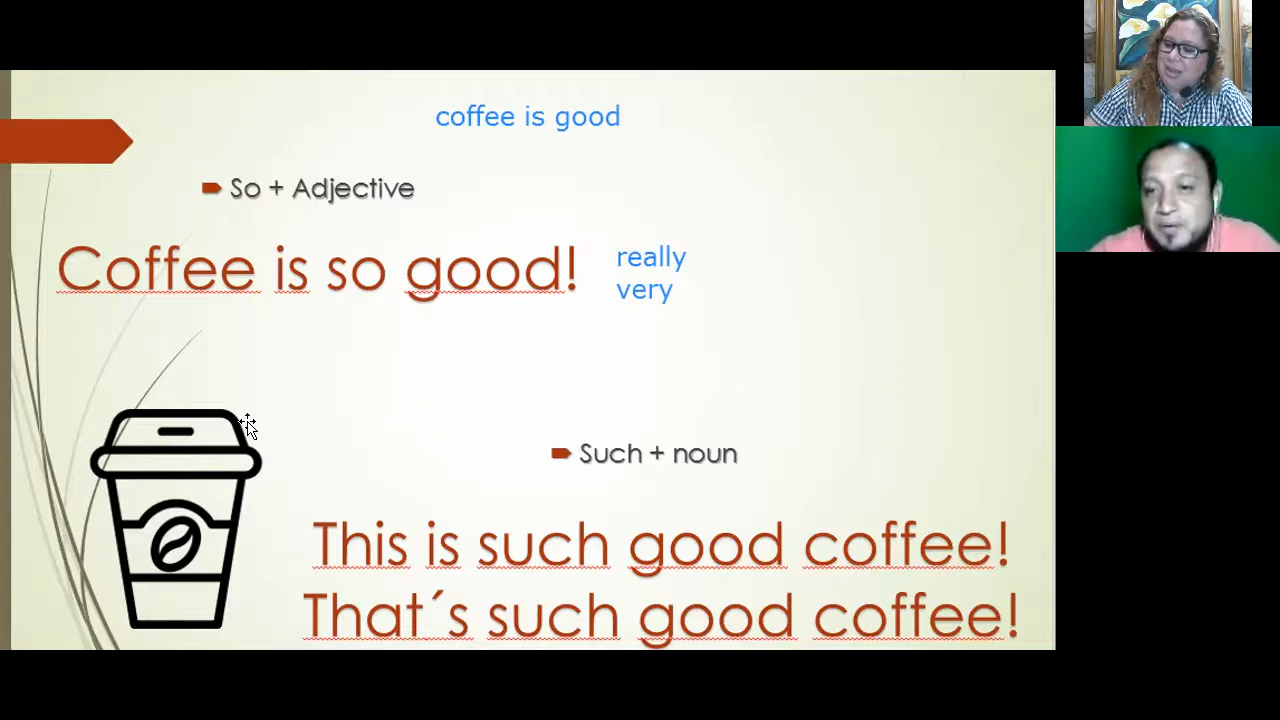 coffee is good
So + Adjective
Coffee is so good!
really
very
Such + noun
This is such good coffee!
That´s such good coffee!